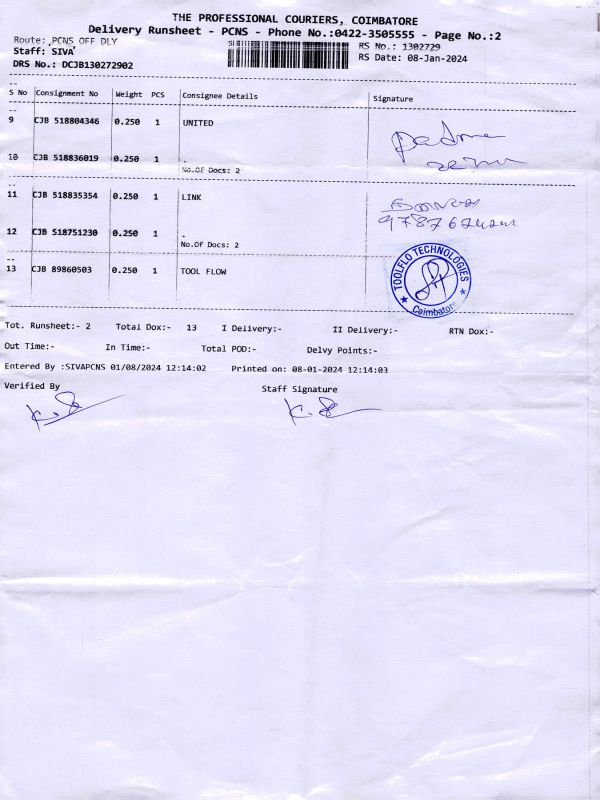 THE PROFESSIONAL COURIERS, COIMBATORE
Delivery Runsheet - PCNS - Phone No.:0422-3505555 - Page No.:2
Route: PCNS OFF DLY
RS No.: 1302729
Staff: SIVA
RS Date: 08-Jan-2024
DRS No.: DCJB130272902
S No Consignment No Weight PCS Consignee Details Signature
9 CJB 518804346 0.250 1 UNITED
Padma
10 CJB 518836019 0.250 1 .
No.Of Docs: 2
11 CJB 518835354 0.250 1 LINK
12 CJB 518751230 0.250 1 .
No.Of Docs: 2
13 CJB 89860503 0.250 1 TOOL FLOW
TOOLFLO TECHNOLOGIES
Coimbatore
Tot. Runsheet:- 2 Total Dox:- 13 I Delivery:- II Delivery:- RTN Dox:-
Out Time:- In Time:- Total POD:- Delvy Points:-
Entered By :SIVAPCNS 01/08/2024 12:14:02 Printed on: 08-01-2024 12:14:03
Verified By Staff Signature